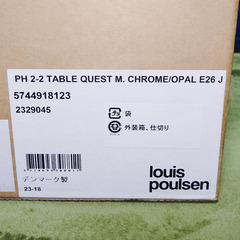 PH 2-2 TABLE QUEST M. CHROME/OPAL E26 J
5744918123
2329045
袋
外装箱、仕切り
louis
poulsen
デンマーク製
23-18